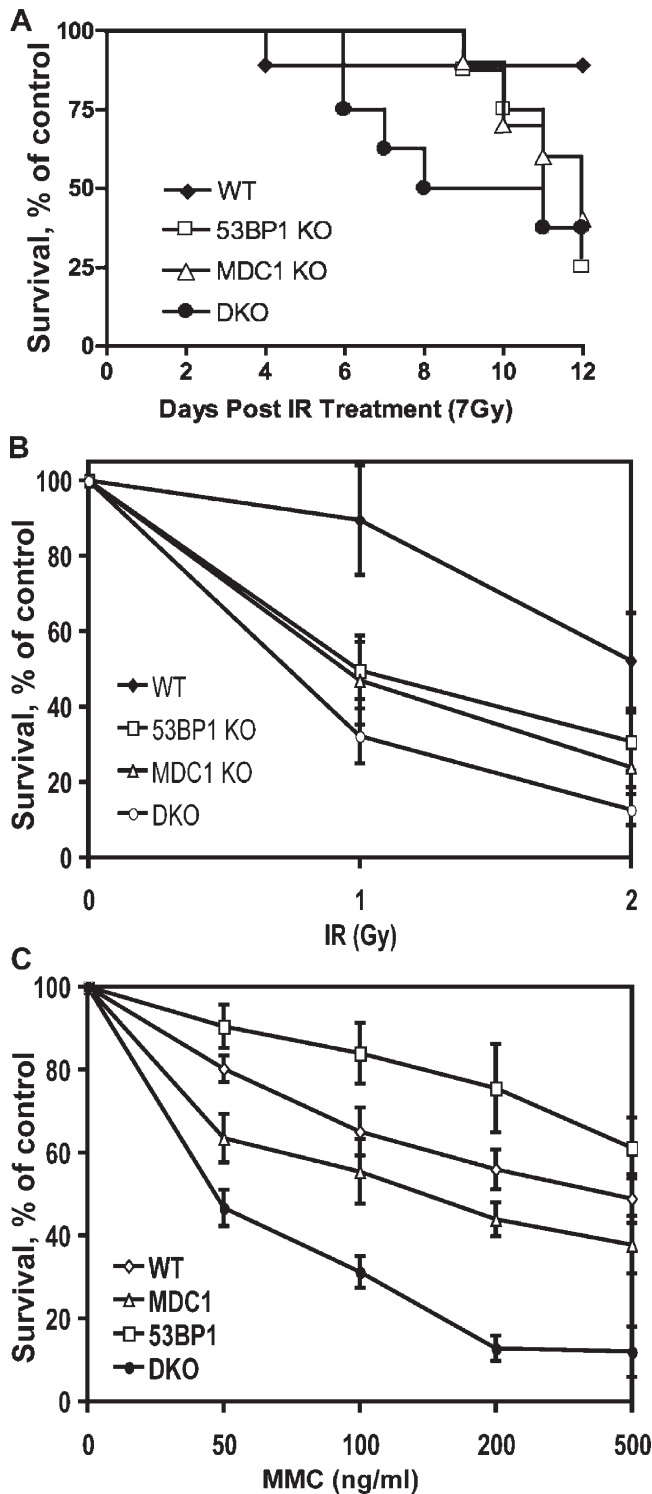 A
Survival, % of control
100
75
50
25
0
WT
53BP1 KO
MDC1 KO
DKO
0 2 4 6 8 10 12
Days Post IR Treatment (7Gy)
B
Survival, % of control
100
80
60
40
20
0
WT
53BP1 KO
MDC1 KO
DKO
0 1 2
IR (Gy)
C
Survival, % of control
100
80
60
40
20
0
WT
MDC1
53BP1
DKO
0 50 100 200 500
MMC (ng/ml)